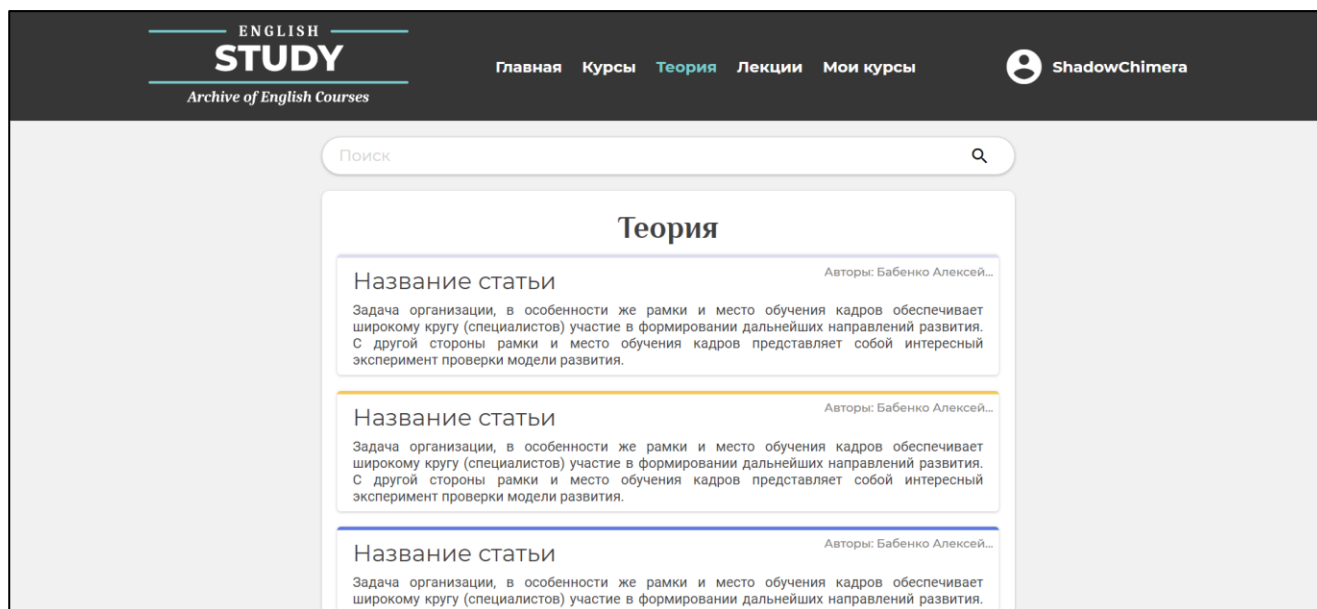 ENGLISH
STUDY
Archive of English Courses
Главная Курсы Теория Лекции Мои курсы
ShadowChimera
Поиск
Теория
Название статьи
Авторы: Бабенко Алексей...
Задача организации, в особенности же рамки и место обучения кадров обеспечивает
широкому кругу (специалистов) участие в формировании дальнейших направлений развития.
С другой стороны рамки и место обучения кадров представляет собой интересный
эксперимент проверки модели развития.
Название статьи
Авторы: Бабенко Алексей...
Задача организации, в особенности же рамки и место обучения кадров обеспечивает
широкому кругу (специалистов) участие в формировании дальнейших направлений развития.
С другой стороны рамки и место обучения кадров представляет собой интересный
эксперимент проверки модели развития.
Название статьи
Авторы: Бабенко Алексей...
Задача организации, в особенности же рамки и место обучения кадров обеспечивает
широкому кругу (специалистов) участие в формировании дальнейших направлений развития.